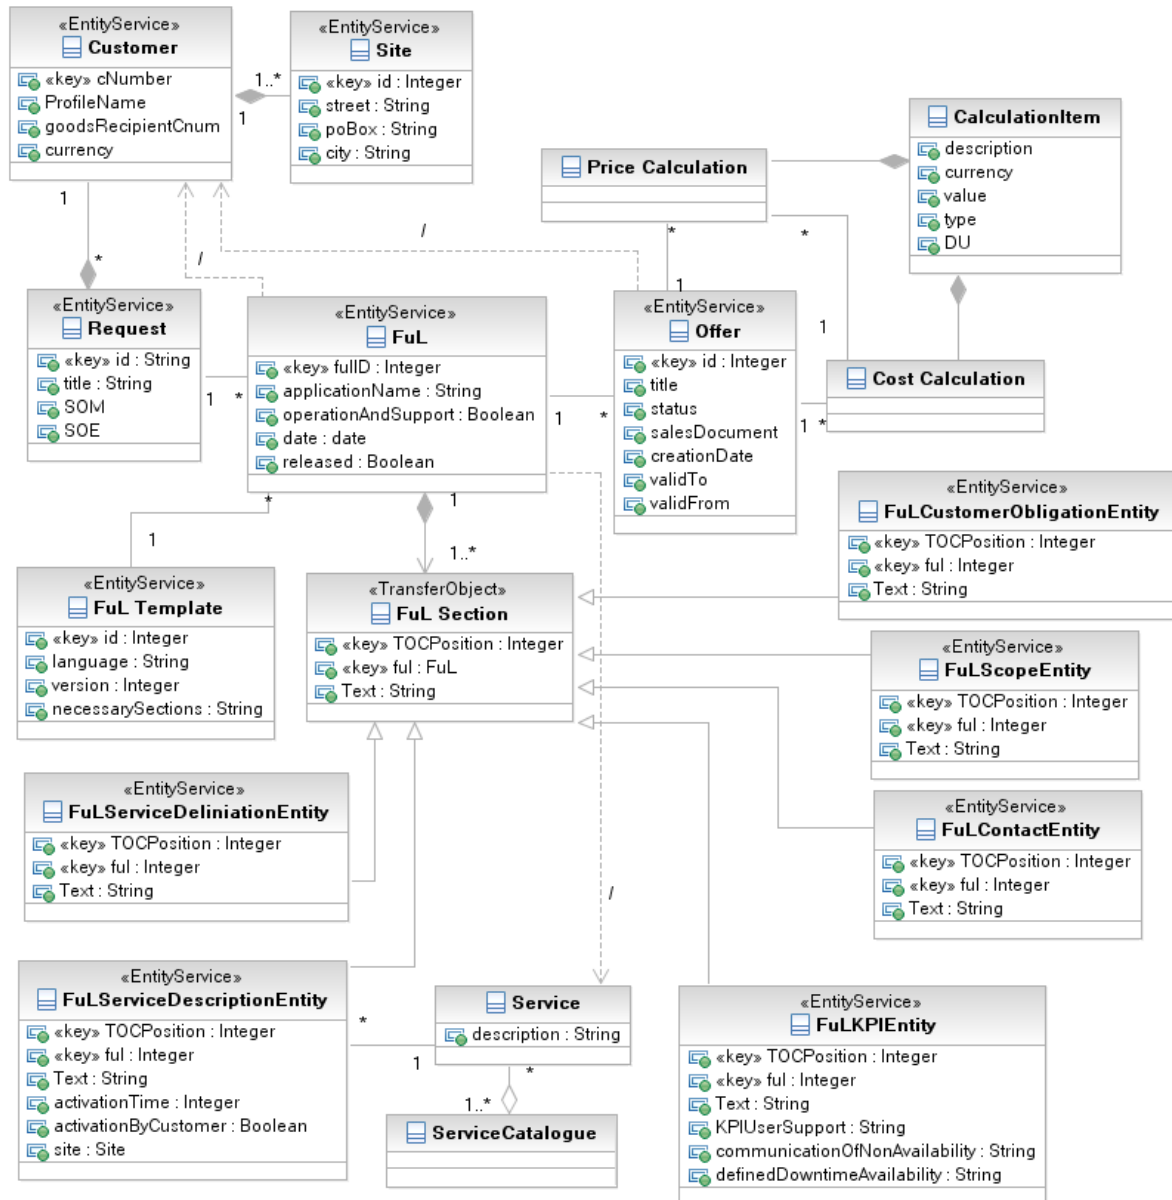 «EntityService»
Customer
«key» cNumber
ProfileName
goodsRecipientCnum
currency
1..*
1
«EntityService»
Site
«key» id : Integer
street : String
poBox : String
city : String
CalculationItem
description
currency
value
type
DU
Price Calculation
1
*
/
/
*
1
*
1
«EntityService»
Request
«key» id : String
title : String
SOM
SOE
1
*
«EntityService»
FuL
«key» fullID : Integer
applicationName : String
operationAndSupport : Boolean
date : date
released : Boolean
1
*
«EntityService»
Offer
«key» id : Integer
title
status
salesDocument
creationDate
validTo
validFrom
1
*
Cost Calculation
*
1
1
1..*
«EntityService»
FuLCustomerObligationEntity
«key» TOCPosition : Integer
«key» ful : Integer
Text : String
«EntityService»
FuL Template
«key» id : Integer
language : String
version : Integer
necessarySections : String
«TransferObject»
FuL Section
«key» TOCPosition : Integer
«key» ful : FuL
Text : String
«EntityService»
FuLScopeEntity
«key» TOCPosition : Integer
«key» ful : Integer
Text : String
«EntityService»
FuLServiceDeliniationEntity
«key» TOCPosition : Integer
«key» ful : Integer
Text : String
«EntityService»
FuLContactEntity
«key» TOCPosition : Integer
«key» ful : Integer
Text : String
/
«EntityService»
FuLServiceDescriptionEntity
«key» TOCPosition : Integer
«key» ful : Integer
Text : String
activationTime : Integer
activationByCustomer : Boolean
site : Site
*
1
Service
description : String
*
1..*
ServiceCatalogue
«EntityService»
FuLKPIEntity
«key» TOCPosition : Integer
«key» ful : Integer
Text : String
KPIUserSupport : String
communicationOfNonAvailability : String
definedDowntimeAvailability : String